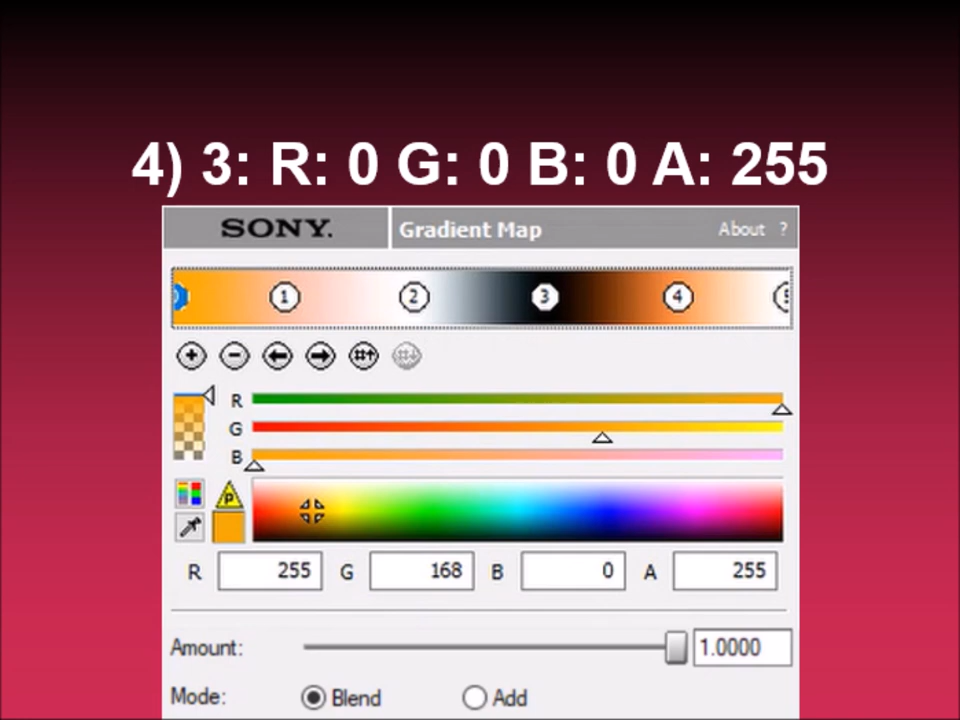 4) 3: R: 0 G: 0 B: 0 A: 255
SONY. Gradient Map About ?
1 2 3 4
R
G
B
P
R 255 G 168 B 0 A 255
Amount: 1.0000
Mode: Blend Add